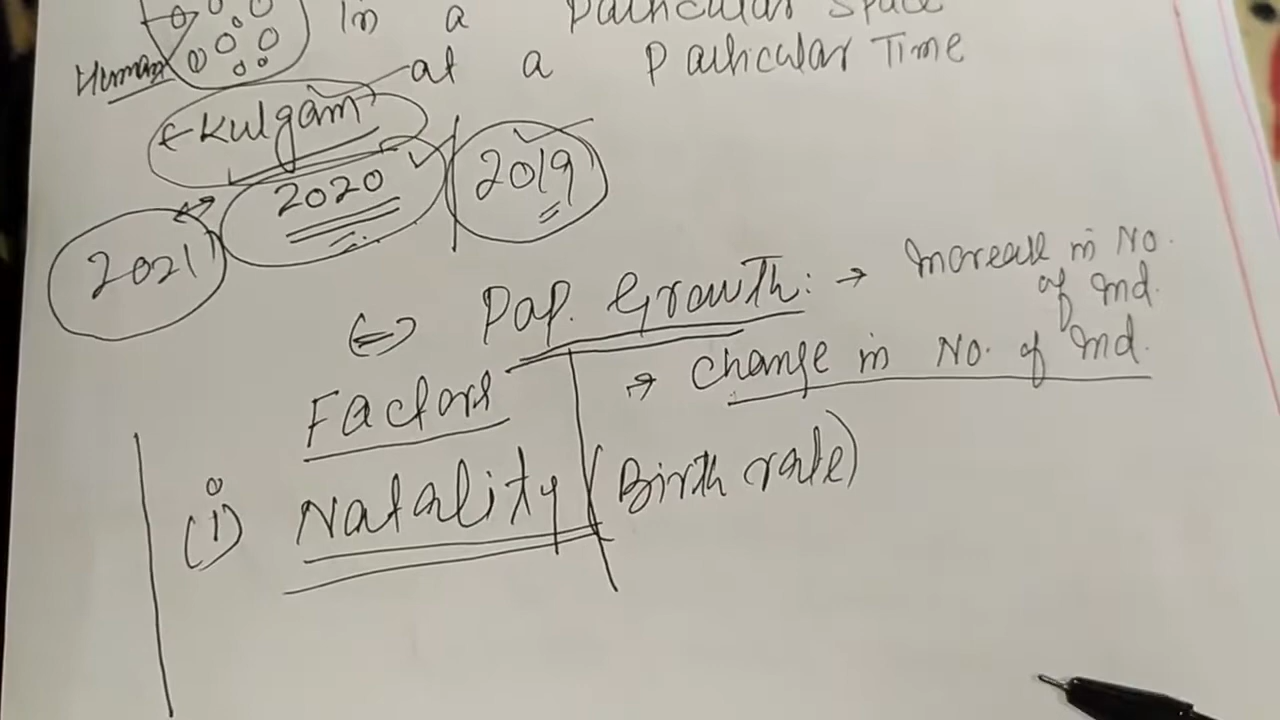 In a Particular Space
Human at a Particular Time
Kulgam
2021 2020 2019
Pop. Growth: → Increase in No. of Ind.
Factors → Change in No. of Ind.
(i) Natality (Birth rate)